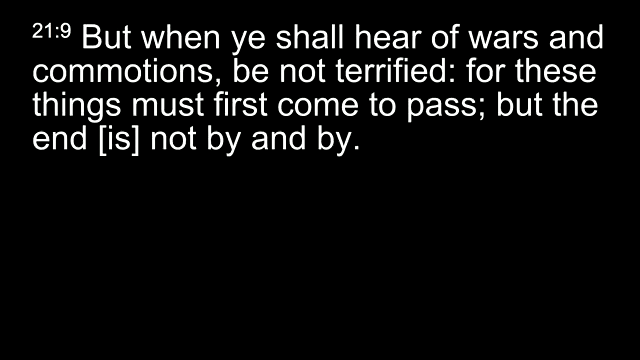 21:9 But when ye shall hear of wars and
commotions, be not terrified: for these
things must first come to pass; but the
end [is] not by and by.